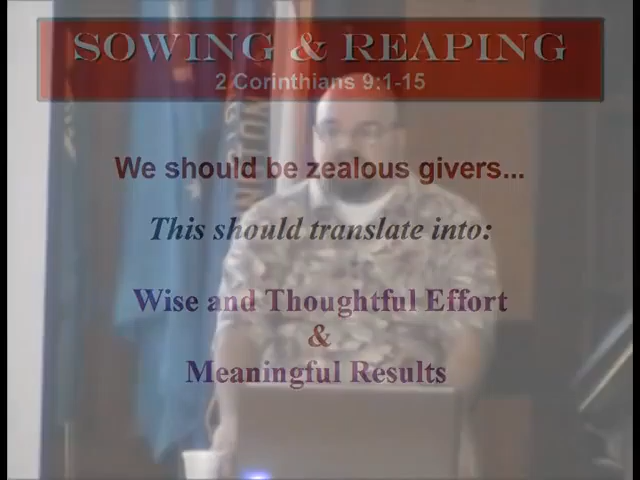 SOWING & REAPING
2 Corinthians 9:1-15
We should be zealous givers...
This should translate into:
Wise and Thoughtful Effort
&
Meaningful Results